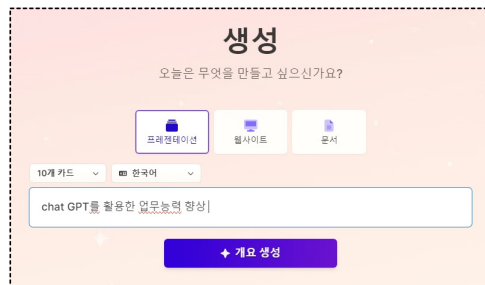 생성
오늘은 무엇을 만들고 싶으신가요?
프레젠테이션
웹사이트
문서
10개 카드
한국어
chat GPT를 활용한 업무능력 향상
개요 생성